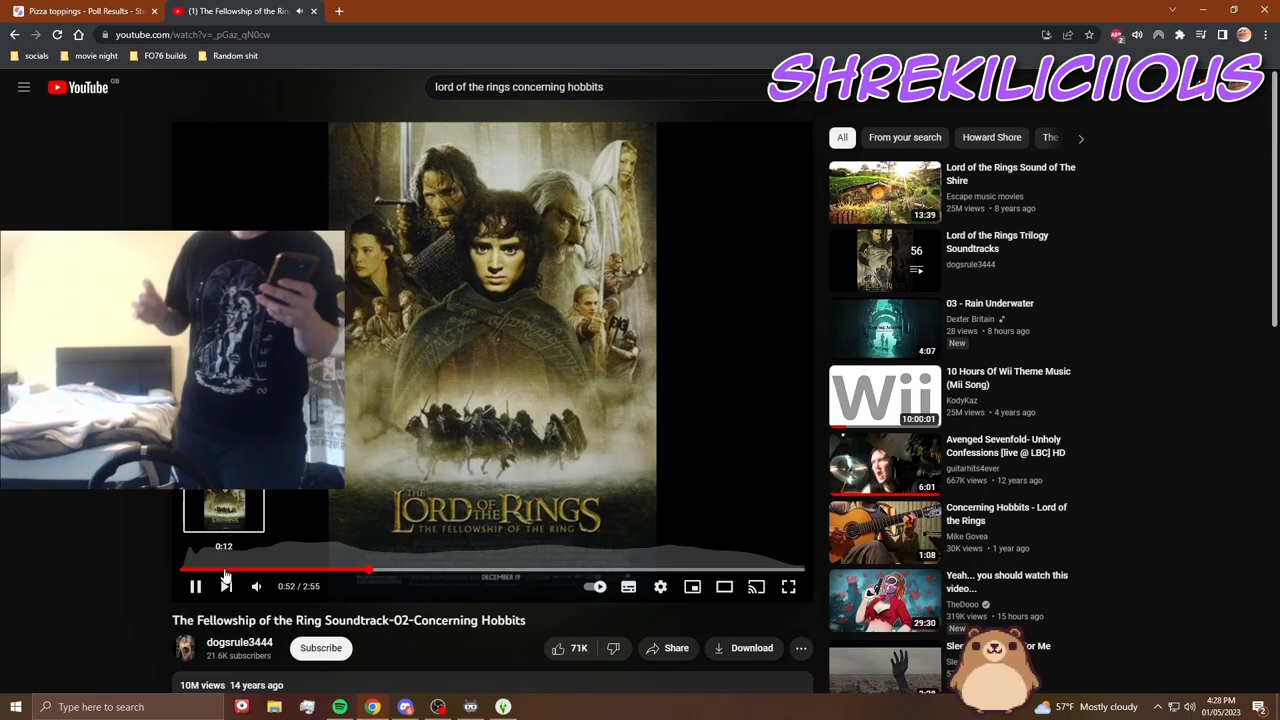 Pizza toppings - Poll Results - St
(1) The Fellowship of the Ring S
youtube.com/watch?v=_pGaz_qN0cw
socials
movie night
FO76 builds
Random shit
SHREKILICIIOUS
YouTube GB
lord of the rings concerning hobbits
All
From your search
Howard Shore
The
Lord of the Rings Sound of The
Shire
Escape music movies
25M views • 8 years ago
13:39
Lord of the Rings Trilogy
Soundtracks
dogsrule3444
56
03 - Rain Underwater
Dexter Britain
28 views • 8 hours ago
New
4:07
10 Hours Of Wii Theme Music
(Mii Song)
KodyKaz
25M views • 4 years ago
Wii
10:00:01
Avenged Sevenfold- Unholy
Confessions [live @ LBC] HD
guitarhits4ever
667K views • 12 years ago
6:01
Concerning Hobbits - Lord of
the Rings
Mike Govea
30K views • 1 year ago
1:08
Yeah... you should watch this
video...
TheDooo
319K views • 15 hours ago
New
29:30
THE
LORD OF THE RINGS
THE FELLOWSHIP OF THE RING
DECEMBER 19
0:12
0:52 / 2:55
The Fellowship of the Ring Soundtrack-02-Concerning Hobbits
dogsrule3444
21.6K subscribers
Subscribe
71K
Share
Download
10M views 14 years ago
Type here to search
57°F Mostly cloudy
4:28 PM
01/05/2023
2